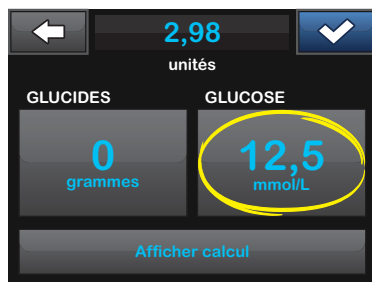 2,98
unités
GLUCIDES
GLUCOSE
0
grammes
12,5
mmol/L
Afficher calcul